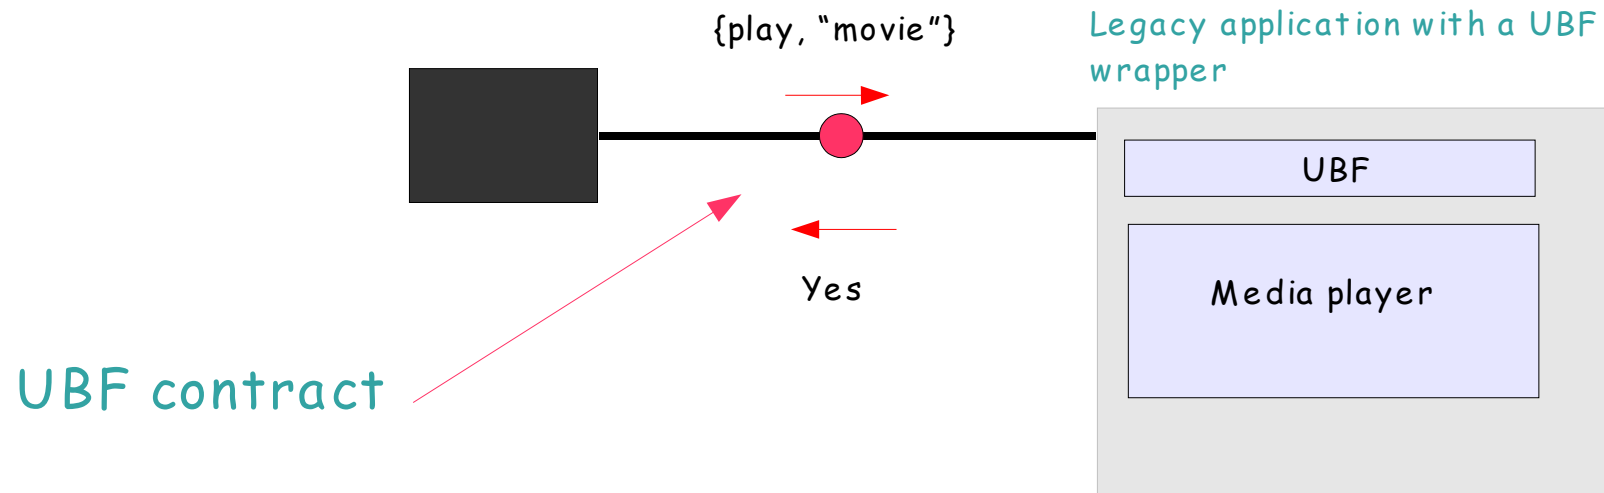 {play, “movie”}
Legacy application with a UBF
wrapper
UBF
Media player
Yes
UBF contract